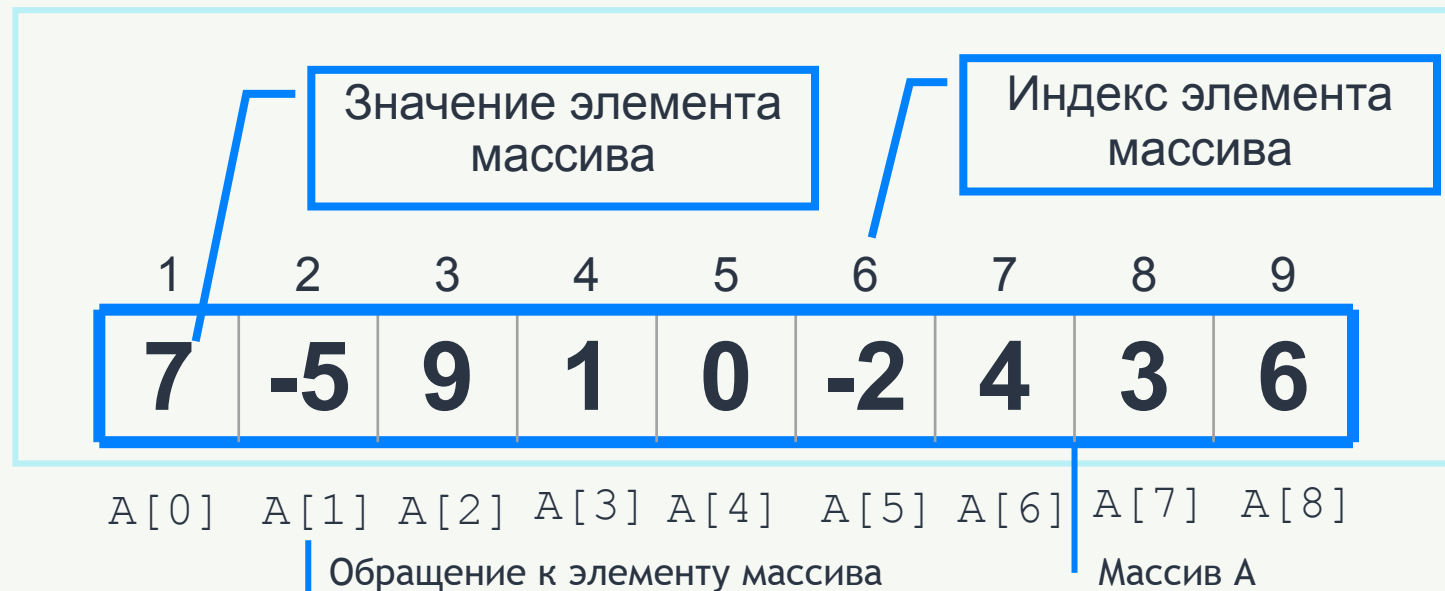 Значение элемента
массива
Индекс элемента
массива
1 2 3 4 5 6 7 8 9
7 -5 9 1 0 -2 4 3 6
A[0] A[1] A[2] A[3] A[4] A[5] A[6] A[7] A[8]
Обращение к элементу массива
Массив А